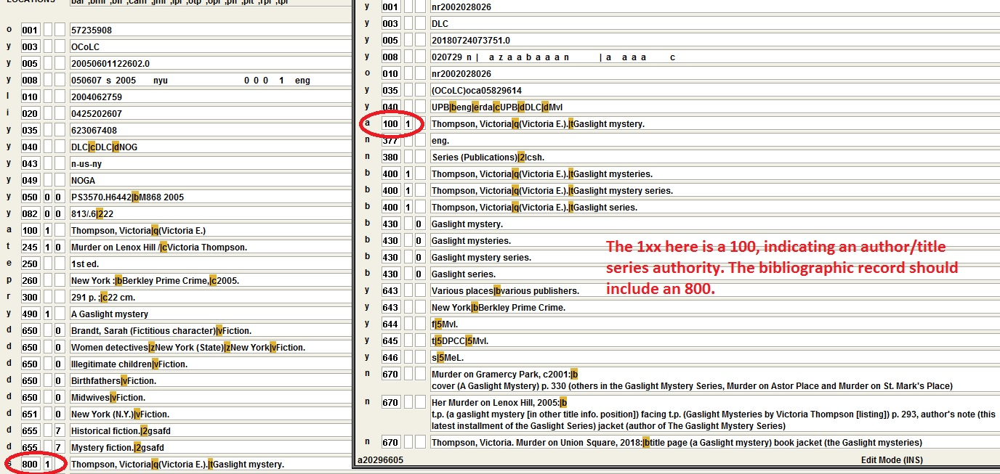 LOCATIONS bar ,blm ,bn ,cam ,jml ,lpl ,otp ,opr ,pn ,plt ,rpr ,tpr
o 001 57235908
y 003 OCoLC
y 005 20050601122602.0
y 008 050607 s 2005 nyu 0 0 0 1 eng
l 010 2004062759
i 020 0425202607
y 035 623067408
y 040 DLC|cDLC|dNOG
y 043 n-us-ny
y 049 NOGA
y 050 0 0 PS3570.H6442|bM868 2005
y 082 0 0 813/.6|222
a 100 1 Thompson, Victoria|q(Victoria E.)
t 245 1 0 Murder on Lenox Hill /|cVictoria Thompson.
e 250 1st ed.
p 260 New York :|bBerkley Prime Crime,|c2005.
r 300 291 p. ;|c22 cm.
y 490 1 A Gaslight mystery
d 650 0 Brandt, Sarah (Fictitious character)|vFiction.
d 650 0 Women detectives|zNew York (State)|zNew York|vFiction.
d 650 0 Illegitimate children|vFiction.
d 650 0 Birthfathers|vFiction.
d 650 0 Midwives|vFiction.
d 651 0 New York (N.Y.)|vFiction.
d 655 7 Historical fiction.|2gsafd
d 655 7 Mystery fiction.|2gsafd
s 800 1 Thompson, Victoria|q(Victoria E.).|tGaslight mystery.
y 001 nr2002028026
y 003 DLC
y 005 20180724073751.0
y 008 020729 n | a z a a b a a a n | a a a a c
o 010 nr2002028026
y 035 (OCoLC)oca05829614
y 040 UPB|beng|erda|cUPB|dDLC|dMvI
a 100 1 Thompson, Victoria|q(Victoria E.).|tGaslight mystery.
n 377 eng.
n 380 Series (Publications)|2lcsh.
b 400 1 Thompson, Victoria|q(Victoria E.).|tGaslight mysteries.
b 400 1 Thompson, Victoria|q(Victoria E.).|tGaslight mystery series.
b 400 1 Thompson, Victoria|q(Victoria E.).|tGaslight series.
b 430 0 Gaslight mystery.
b 430 0 Gaslight mysteries.
b 430 0 Gaslight mystery series.
b 430 0 Gaslight series.
y 643 Various places|bvarious publishers.
y 643 New York|bBerkley Prime Crime.
y 644 f|5MvI.
y 645 t|5DPCC|5MvI.
y 646 s|5MeL.
n 670 Murder on Gramercy Park, c2001:|b
cover (A Gaslight Mystery) p. 330 (others in the Gaslight Mystery Series, Murder on Astor Place and Murder on St. Mark's Place)
n 670 Her Murder on Lenox Hill, 2005:|b
t.p. (a gaslight mystery [in other title info. position]) facing t.p. (Gaslight Mysteries by Victoria Thompson [listing]) p. 293, author's note (this
latest installment of the Gaslight Series) jacket (author of The Gaslight Mystery Series)
n 670 Thompson, Victoria. Murder on Union Square, 2018:|btitle page (a Gaslight mystery) book jacket (the Gaslight mysteries)
a20296605 Edit Mode (INS)
The 1xx here is a 100, indicating an author/title
series authority. The bibliographic record should
include an 800.